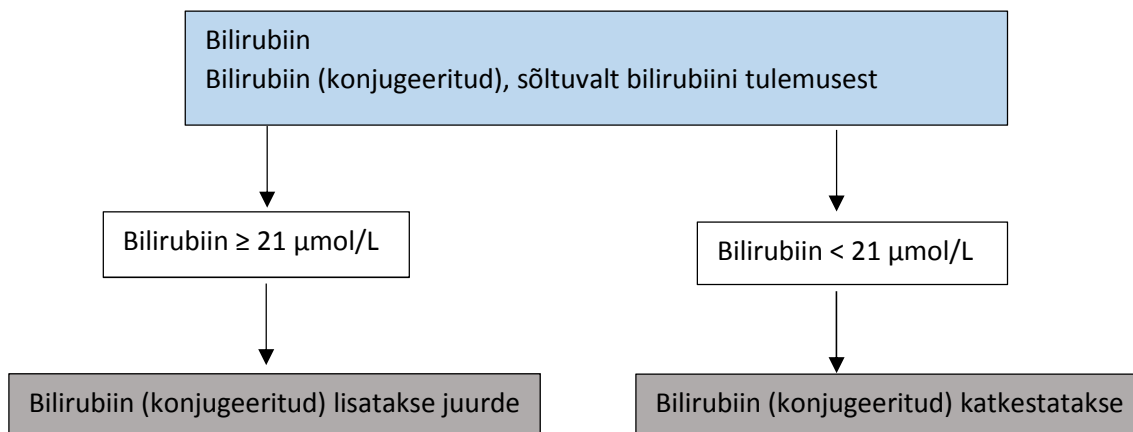 Bilirubiin
Bilirubiin (konjugeeritud), sõltuvalt bilirubiini tulemusest
Bilirubiin ≥ 21 µmol/L
Bilirubiin < 21 µmol/L
Bilirubiin (konjugeeritud) lisatakse juurde
Bilirubiin (konjugeeritud) katkestatakse